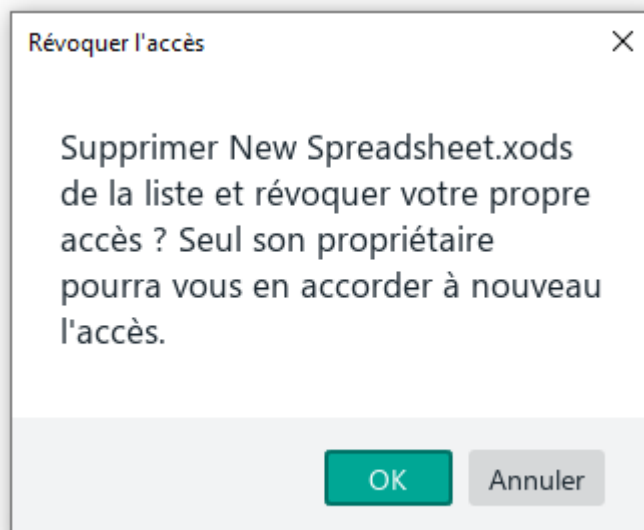 Révoquer l'accès
Supprimer New Spreadsheet.xods
de la liste et révoquer votre propre
accès ? Seul son propriétaire
pourra vous en accorder à nouveau
l'accès.
OK
Annuler